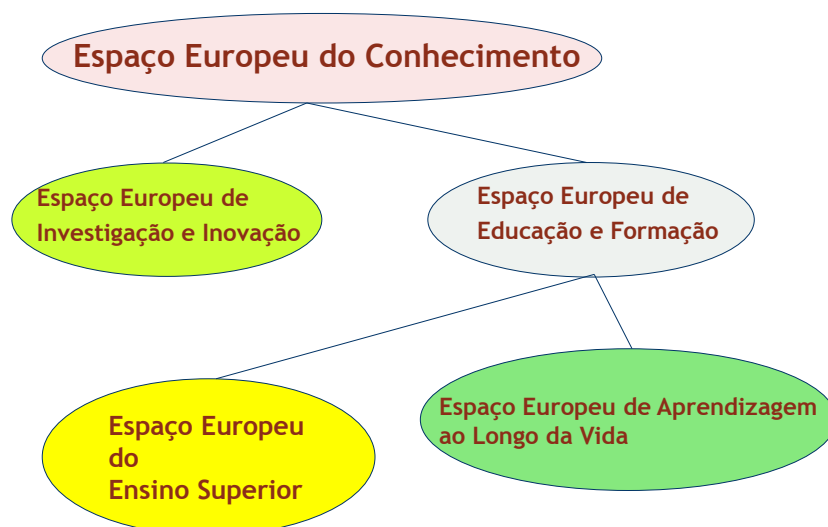 Espaço Europeu do Conhecimento
Espaço Europeu de
Investigação e Inovação
Espaço Europeu de
Educação e Formação
Espaço Europeu
do
Ensino Superior
Espaço Europeu de Aprendizagem
ao Longo da Vida